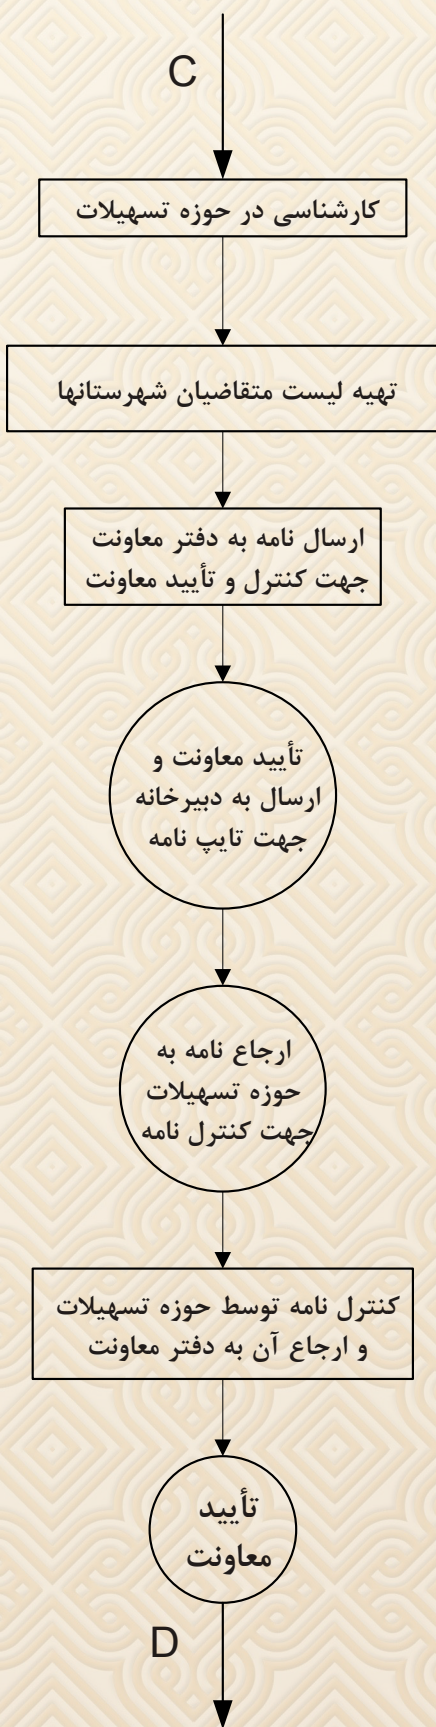 C
کارشناسی در حوزه تسهیلات
تهیه لیست متقاضیان شهرستانها
ارسال نامه به دفتر معاونت
جهت کنترل و تأیید معاونت
تأیید معاونت و
ارسال به دبیرخانه
جهت تایپ نامه
ارجاع نامه به
حوزه تسهیلات
جهت کنترل نامه
کنترل نامه توسط حوزه تسهیلات
و ارجاع آن به دفتر معاونت
تأیید
معاونت
D